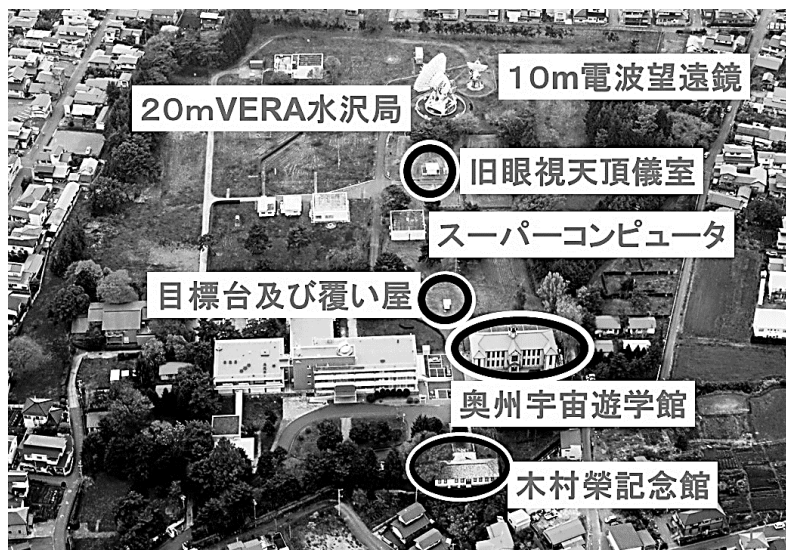 10m電波望遠鏡
20mVERA水沢局
旧眼視天頂儀室
スーパーコンピュータ
目標台及び覆い屋
奥州宇宙遊学館
木村榮記念館